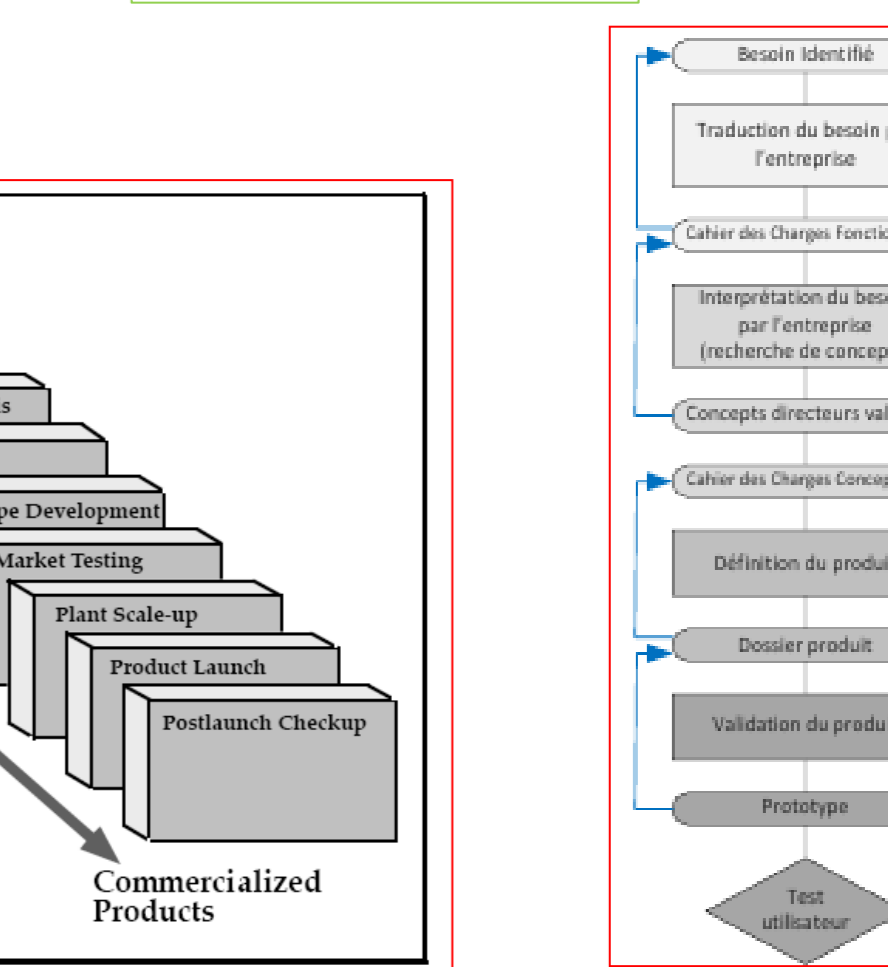 s
pe Development
Market Testing
Plant Scale-up
Product Launch
Postlaunch Checkup
Commercialized
Products
Besoin Identifié
Traduction du besoin
l'entreprise
Cahier des Charges Fonctio
Interprétation du beso
par l'entreprise
(recherche de concep
Concepts directeurs val
Cahier des Charges Concep
Définition du produi
Dossier produit
Validation du produ
Prototype
Test
utilisateur